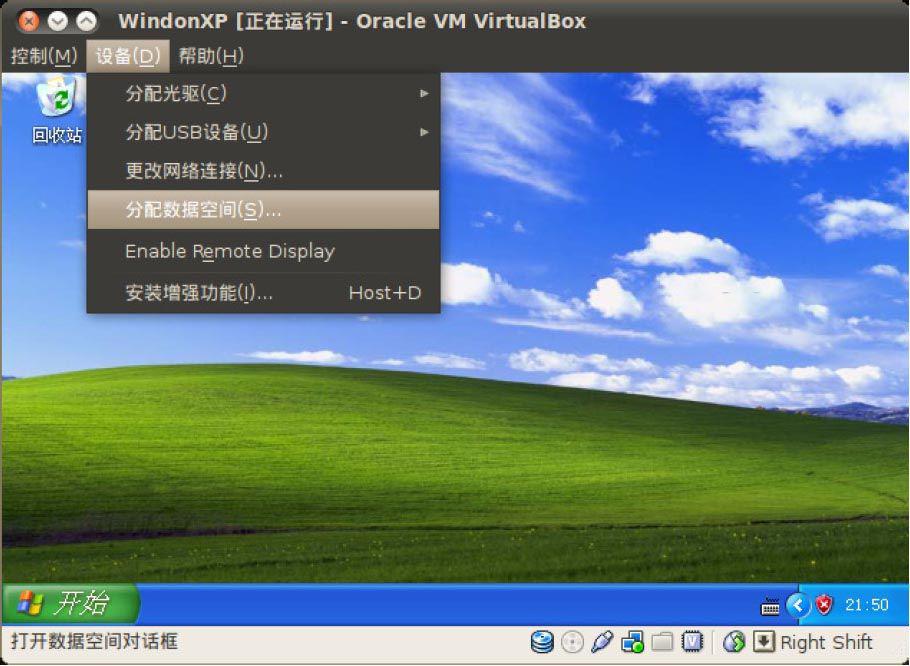 WindonXP [正在运行] - Oracle VM VirtualBox
控制(M) 设备(D) 帮助(H)
分配光驱(C)
分配USB设备(U)
更改网络连接(N)...
分配数据空间(S)...
Enable Remote Display
安装增强功能(I)... Host+D
回收站
开始 21:50
打开数据空间对话框 Right Shift